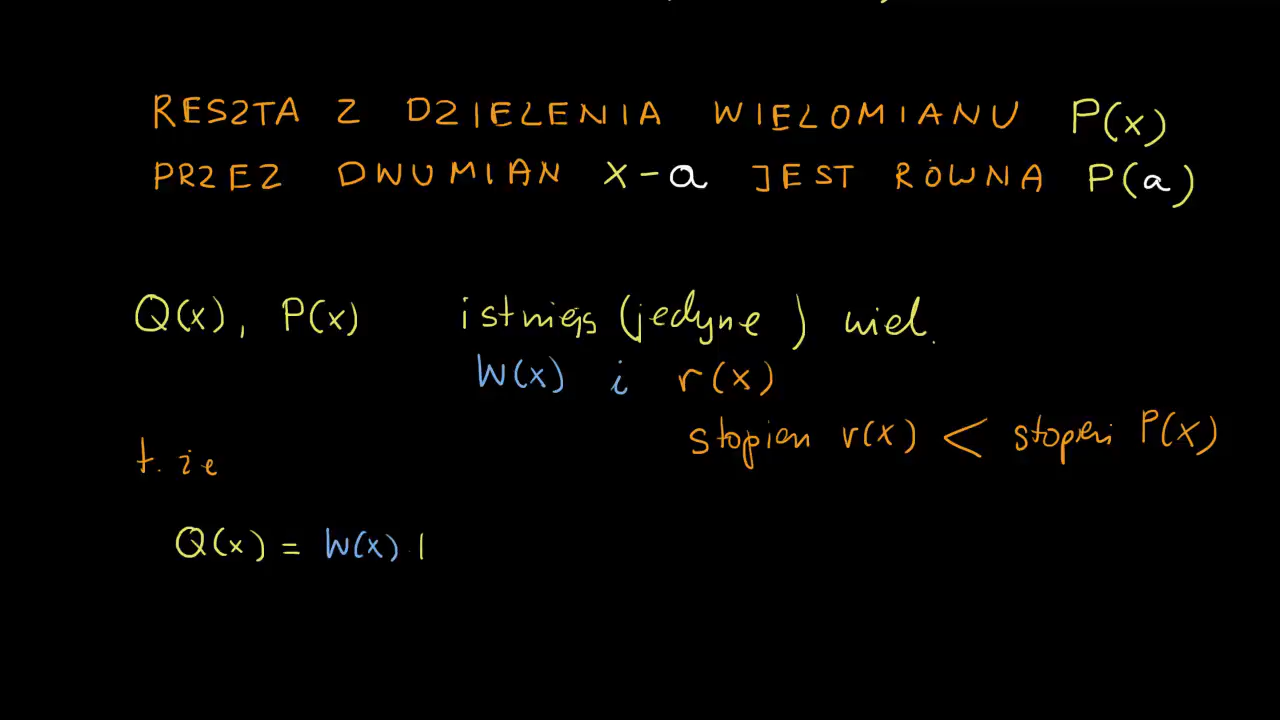 RESZTA Z DZIELENIA WIELOMIANU P(x)
PRZEZ DWUMIAN x-a JEST RÓWNA P(a)
Q(x), P(x) istnieją (jedyne) wiel.
W(x) i r(x)
stopień r(x) < stopień P(x)
t. że
Q(x) = W(x) ·